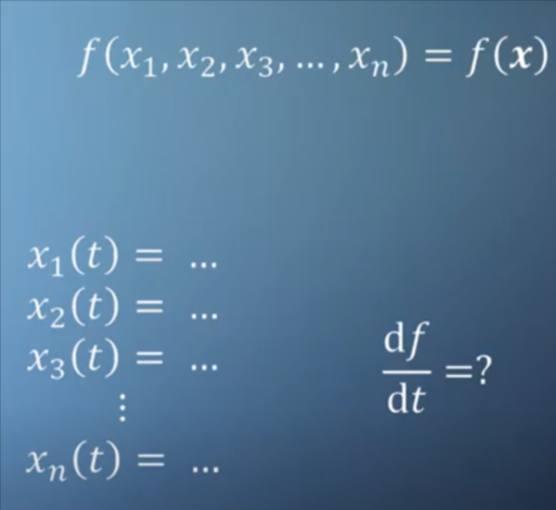 f(x₁, x₂, x₃, ..., xₙ) = f(𝐱)
x₁(t) = ...
x₂(t) = ...
x₃(t) = ...
⋮
xₙ(t) = ...
df/dt =?